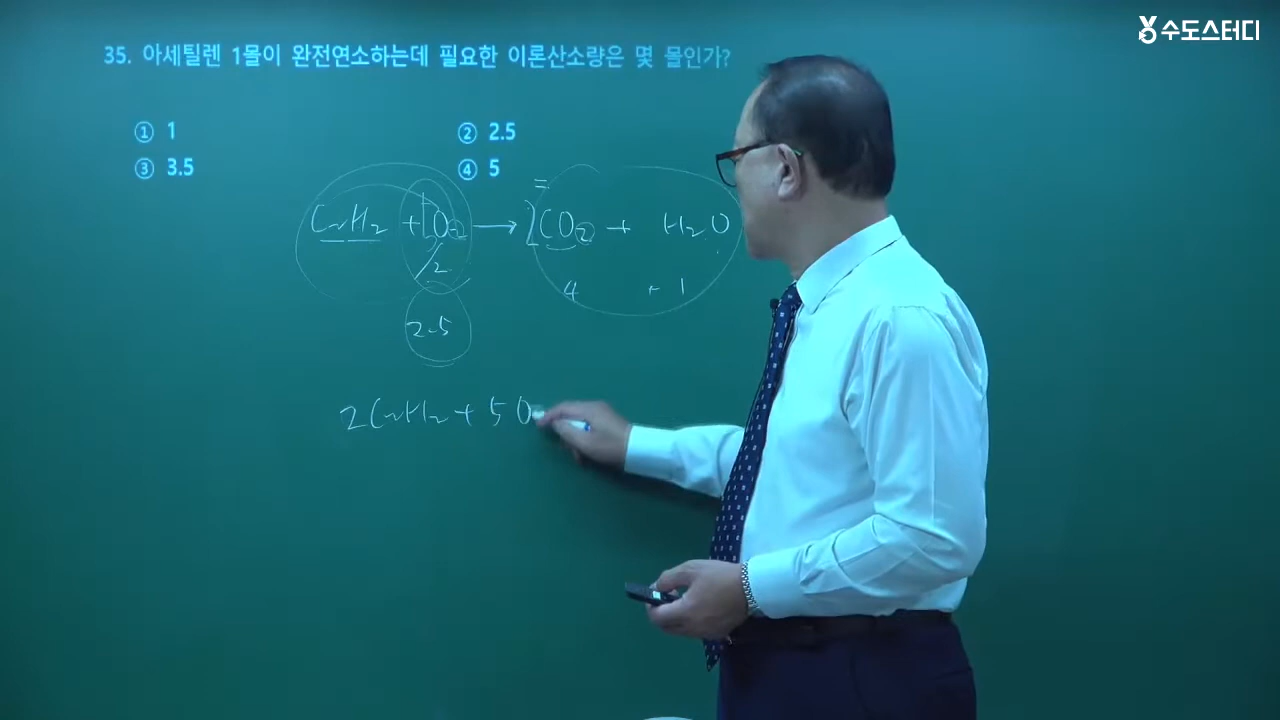 수도스터디
35. 아세틸렌 1몰이 완전연소하는데 필요한 이론산소량은 몇 몰인가?
① 1
② 2.5
③ 3.5
④ 5
=
C₂H₂ + O₂ → 2CO₂ + H₂O
2
4 + 1
2.5
2C₂H₂ + 5O